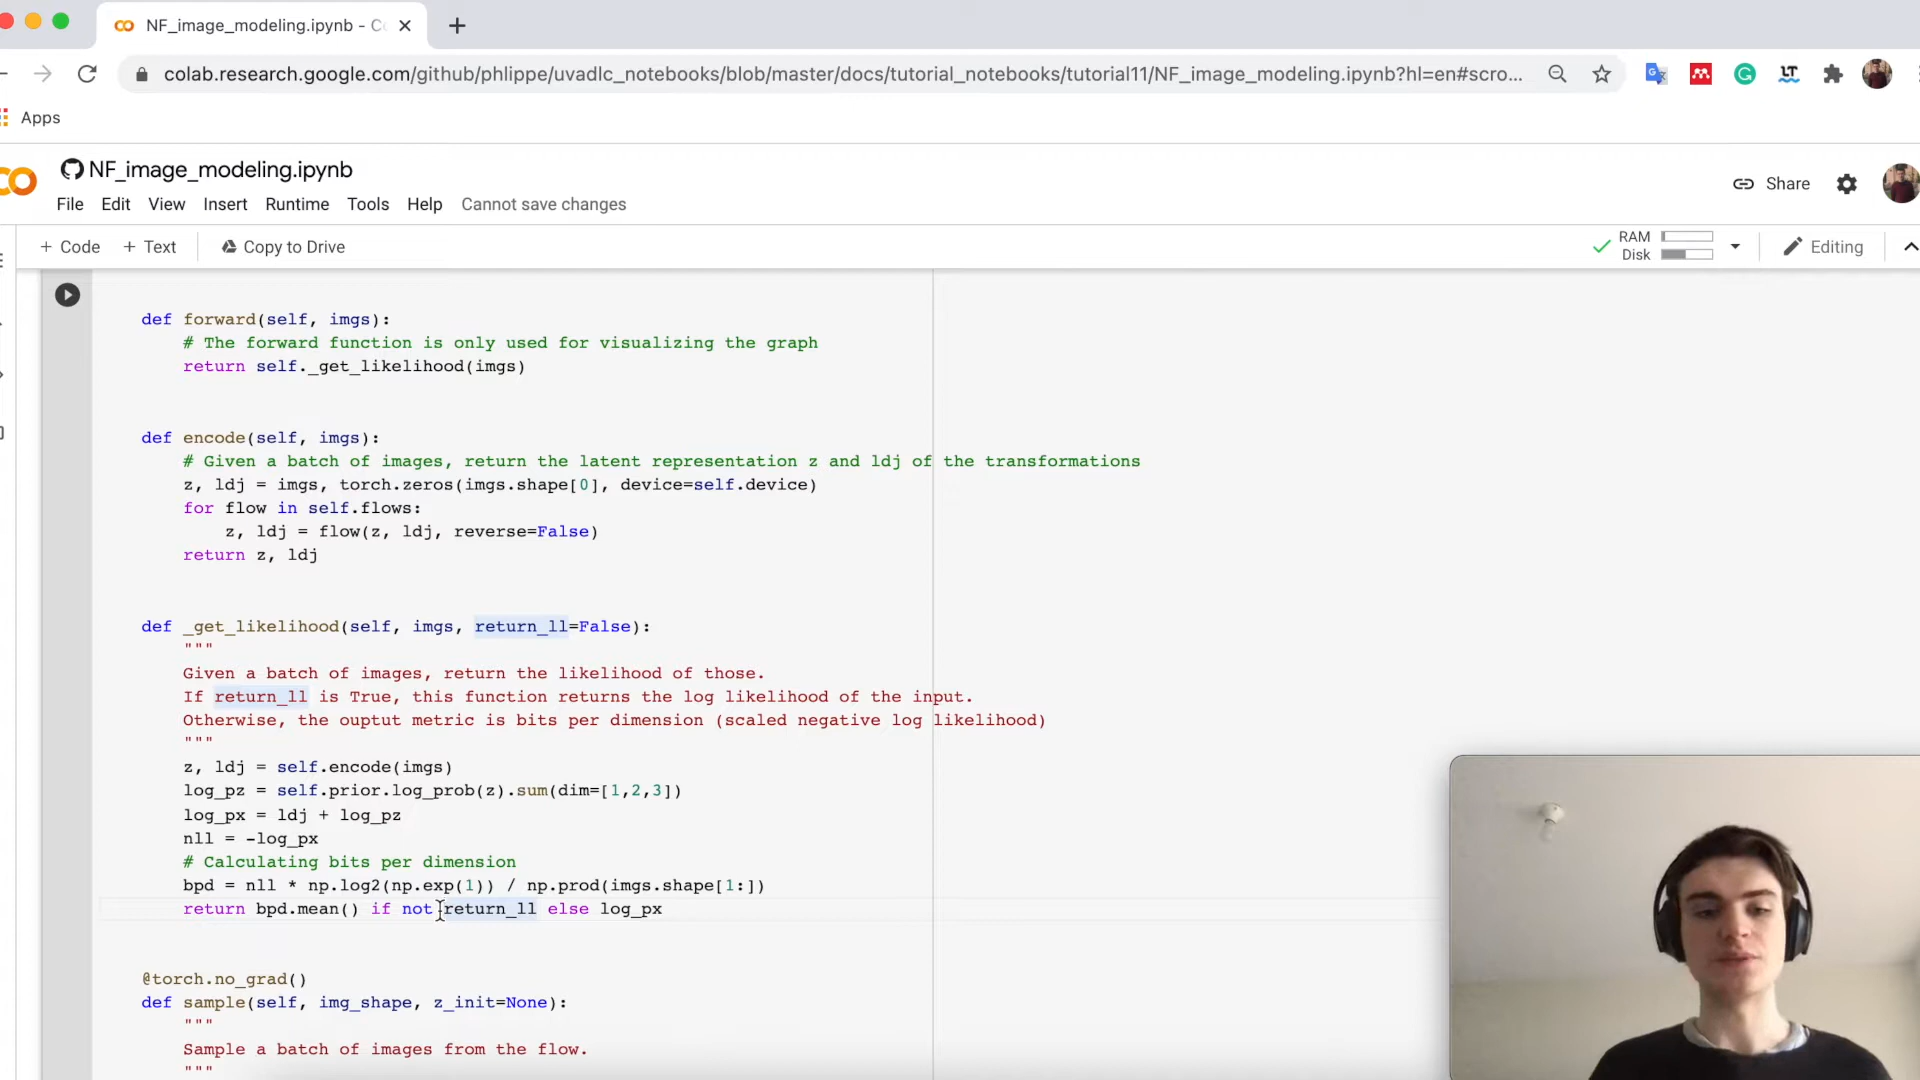 NF_image_modeling.ipynb - Co
colab.research.google.com/github/phlippe/uvadlc_notebooks/blob/master/docs/tutorial_notebooks/tutorial11/NF_image_modeling.ipynb?hl=en#scro...
Apps
NF_image_modeling.ipynb
Share
File Edit View Insert Runtime Tools Help Cannot save changes
+ Code + Text Copy to Drive
RAM
Disk
Editing
def forward(self, imgs):
# The forward function is only used for visualizing the graph
return self._get_likelihood(imgs)
def encode(self, imgs):
# Given a batch of images, return the latent representation z and ldj of the transformations
z, ldj = imgs, torch.zeros(imgs.shape[0], device=self.device)
for flow in self.flows:
z, ldj = flow(z, ldj, reverse=False)
return z, ldj
def _get_likelihood(self, imgs, return_ll=False):
"""
Given a batch of images, return the likelihood of those.
If return_ll is True, this function returns the log likelihood of the input.
Otherwise, the ouptut metric is bits per dimension (scaled negative log likelihood)
"""
z, ldj = self.encode(imgs)
log_pz = self.prior.log_prob(z).sum(dim=[1,2,3])
log_px = ldj + log_pz
nll = -log_px
# Calculating bits per dimension
bpd = nll * np.log2(np.exp(1)) / np.prod(imgs.shape[1:])
return bpd.mean() if not return_ll else log_px
@torch.no_grad()
def sample(self, img_shape, z_init=None):
"""
Sample a batch of images from the flow.
"""